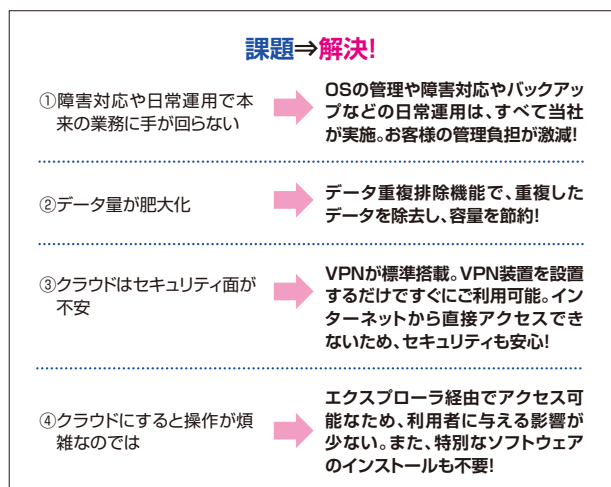 課題⇒解決!
①障害対応や日常運用で本
来の業務に手が回らない
OSの管理や障害対応やバックアッ
プなどの日常運用は、すべて当社
が実施。お客様の管理負担が激減!
②データ量が肥大化
データ重複排除機能で、重複した
データを除去し、容量を節約!
③クラウドはセキュリティ面が
不安
VPNが標準搭載。VPN装置を設置
するだけですぐにご利用可能。イン
ターネットから直接アクセスでき
ないため、セキュリティも安心!
④クラウドにすると操作が煩
雑なのでは
エクスプローラ経由でアクセス可
能なため、利用者に与える影響が
少ない。また、特別なソフトウェア
のインストールも不要!